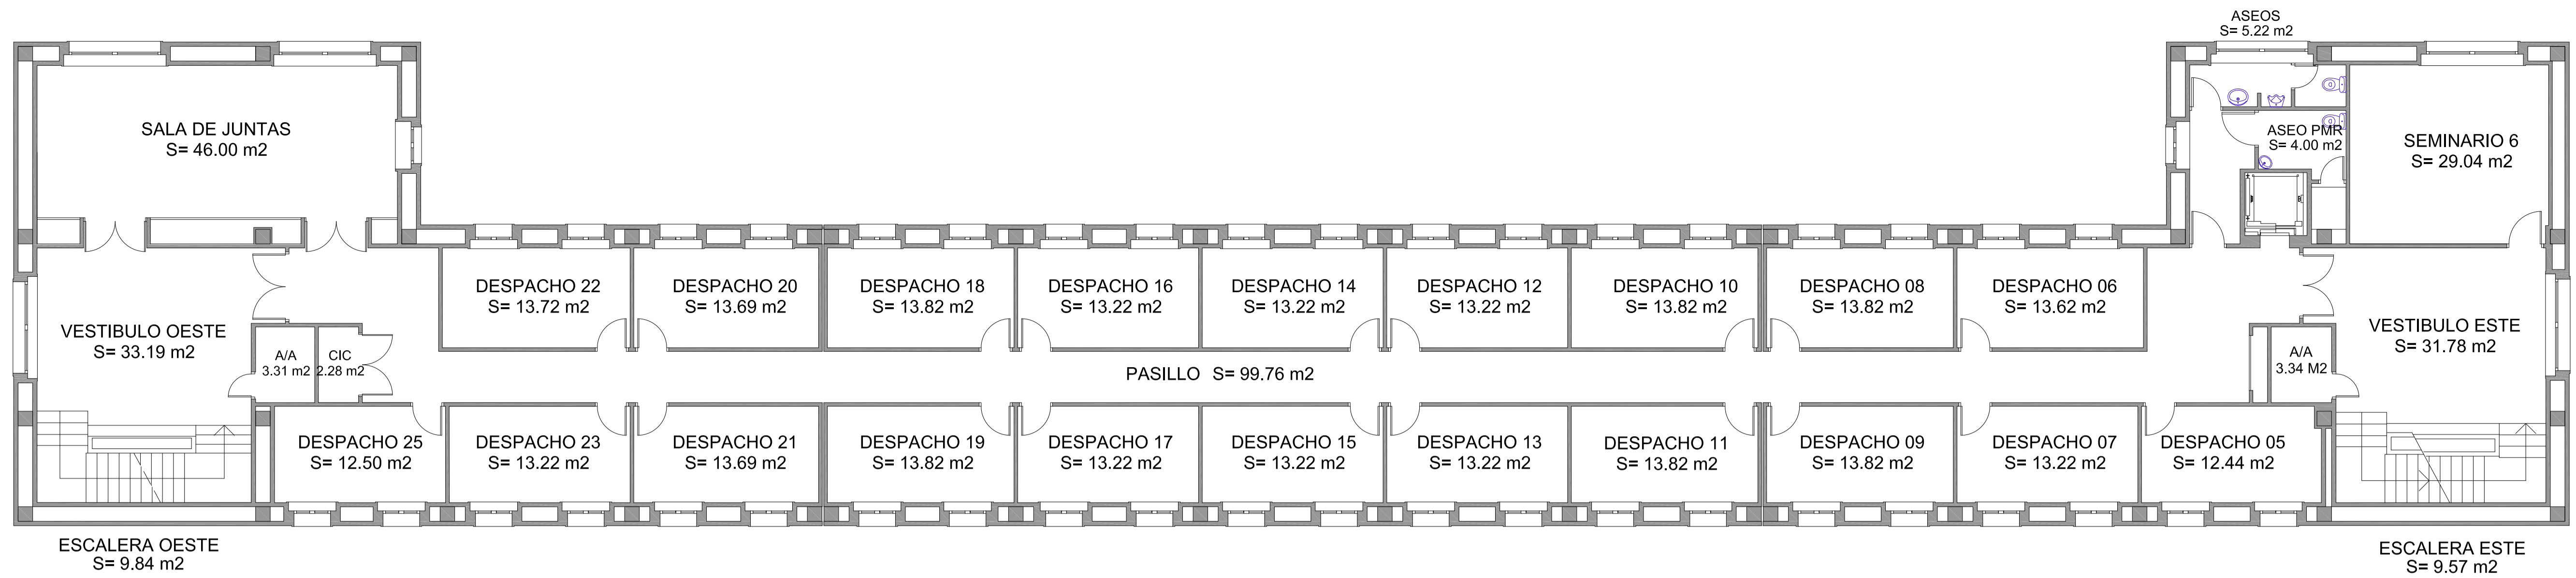 ASEOS
S= 5.22 m2
SALA DE JUNTAS
S= 46.00 m2
ASEO PMR
S= 4.00 m2
SEMINARIO 6
S= 29.04 m2
DESPACHO 22
S= 13.72 m2
DESPACHO 20
S= 13.69 m2
DESPACHO 18
S= 13.82 m2
DESPACHO 16
S= 13.22 m2
DESPACHO 14
S= 13.22 m2
DESPACHO 12
S= 13.22 m2
DESPACHO 10
S= 13.82 m2
DESPACHO 08
S= 13.82 m2
DESPACHO 06
S= 13.62 m2
VESTIBULO OESTE
S= 33.19 m2
A/A
3.31 m2
CIC
2.28 m2
PASILLO S= 99.76 m2
A/A
3.34 M2
VESTIBULO ESTE
S= 31.78 m2
DESPACHO 25
S= 12.50 m2
DESPACHO 23
S= 13.22 m2
DESPACHO 21
S= 13.69 m2
DESPACHO 19
S= 13.82 m2
DESPACHO 17
S= 13.22 m2
DESPACHO 15
S= 13.22 m2
DESPACHO 13
S= 13.22 m2
DESPACHO 11
S= 13.82 m2
DESPACHO 09
S= 13.82 m2
DESPACHO 07
S= 13.22 m2
DESPACHO 05
S= 12.44 m2
ESCALERA OESTE
S= 9.84 m2
ESCALERA ESTE
S= 9.57 m2